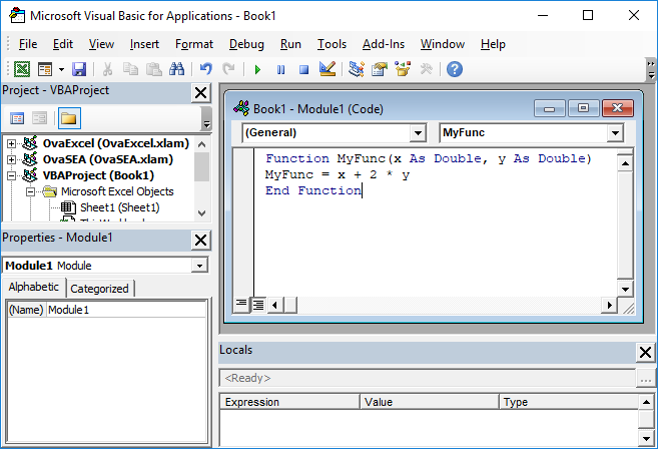 Microsoft Visual Basic for Applications - Book1
File Edit View Insert Format Debug Run Tools Add-Ins Window Help
Project - VBAProject
OvaExcel (OvaExcel.xlam)
OvaSEA (OvaSEA.xlam)
VBAProject (Book1)
Microsoft Excel Objects
Sheet1 (Sheet1)
Properties - Module1
Module1 Module
Alphabetic Categorized
(Name) Module1
Book1 - Module1 (Code)
(General) MyFunc
Function MyFunc(x As Double, y As Double)
MyFunc = x + 2 * y
End Function
Locals
<Ready>
...
Expression Value Type